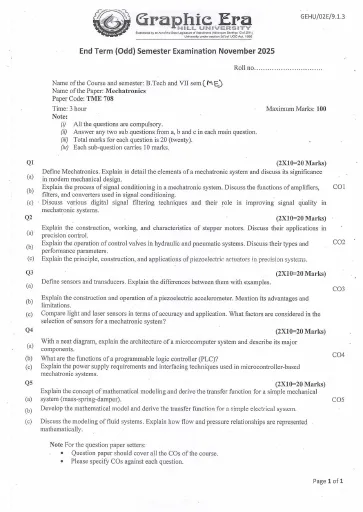 GEHU/02E/9.1.3
Graphic Era
HILL UNIVERSITY
End Term (Odd) Semester Examination November 2025
Roll no..............................
Name of the Course and semester: B.Tech and VII sem (ME)
Name of the Paper: Mechatronics
Paper Code: TME 708
Time: 3 hour Maximum Marks: 100
Note:
(i) All the questions are compulsory.
(ii) Answer any two sub questions from a, b and c in each main question.
(iii) Total marks for each question is 20 (twenty).
(iv) Each sub-question carries 10 marks.
Q1 (2X10=20 Marks)
(a) Define Mechatronics. Explain in detail the elements of a mechatronic system and discuss its significance
in modern mechanical design.
(b) Explain the process of signal conditioning in a mechatronic system. Discuss the functions of amplifiers, CO1
filters, and converters used in signal conditioning.
(c) Discuss various digital signal filtering techniques and their role in improving signal quality in
mechatronic systems.
Q2 (2X10=20 Marks)
(a) Explain the construction, working, and characteristics of stepper motors. Discuss their applications in
precision control.
(b) Explain the operation of control valves in hydraulic and pneumatic systems. Discuss their types and CO2
performance parameters.
(c) Explain the principle, construction, and applications of piezoelectric actuators in precision systems.
Q3 (2X10=20 Marks)
(a) Define sensors and transducers. Explain the differences between them with examples.
CO3
(b) Explain the construction and operation of a piezoelectric accelerometer. Mention its advantages and
limitations.
(c) Compare light and laser sensors in terms of accuracy and application. What factors are considered in the
selection of sensors for a mechatronic system?
Q4 (2X10=20 Marks)
(a) With a neat diagram, explain the architecture of a microcomputer system and describe its major
components.
(b) What are the functions of a programmable logic controller (PLC)? CO4
(c) Explain the power supply requirements and interfacing techniques used in microcontroller-based
mechatronic systems.
Q5 (2X10=20 Marks)
Explain the concept of mathematical modeling and derive the transfer function for a simple mechanical
(a) system (mass-spring-damper). CO5
(b) Develop the mathematical model and derive the transfer function for a simple electrical system.
(c) Discuss the modeling of fluid systems. Explain how flow and pressure relationships are represented
mathematically.
Note For the question paper setters:
• Question paper should cover all the COs of the course.
• Please specify COs against each question.
Page 1 of 1